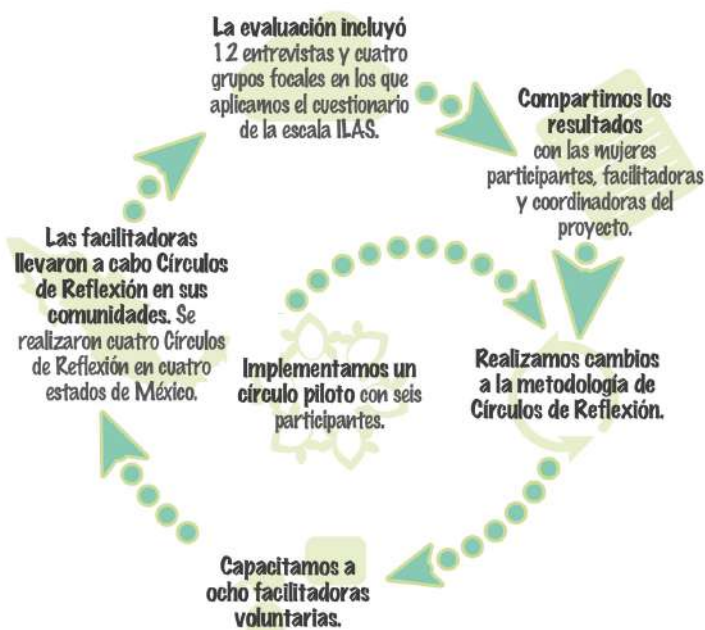 La evaluación incluyó
12 entrevistas y cuatro
grupos focales en los que
aplicamos el cuestionario
de la escala ILAS.
Compartimos los
resultados
con las mujeres
participantes, facilitadoras
y coordinadoras del
proyecto.
Las facilitadoras
llevaron a cabo Círculos
de Reflexión en sus
comunidades. Se
realizaron cuatro Círculos
de Reflexión en cuatro
estados de México.
Implementamos un
círculo piloto con seis
participantes.
Realizamos cambios
a la metodología de
Círculos de Reflexión.
Capacitamos a
ocho facilitadoras
voluntarias.